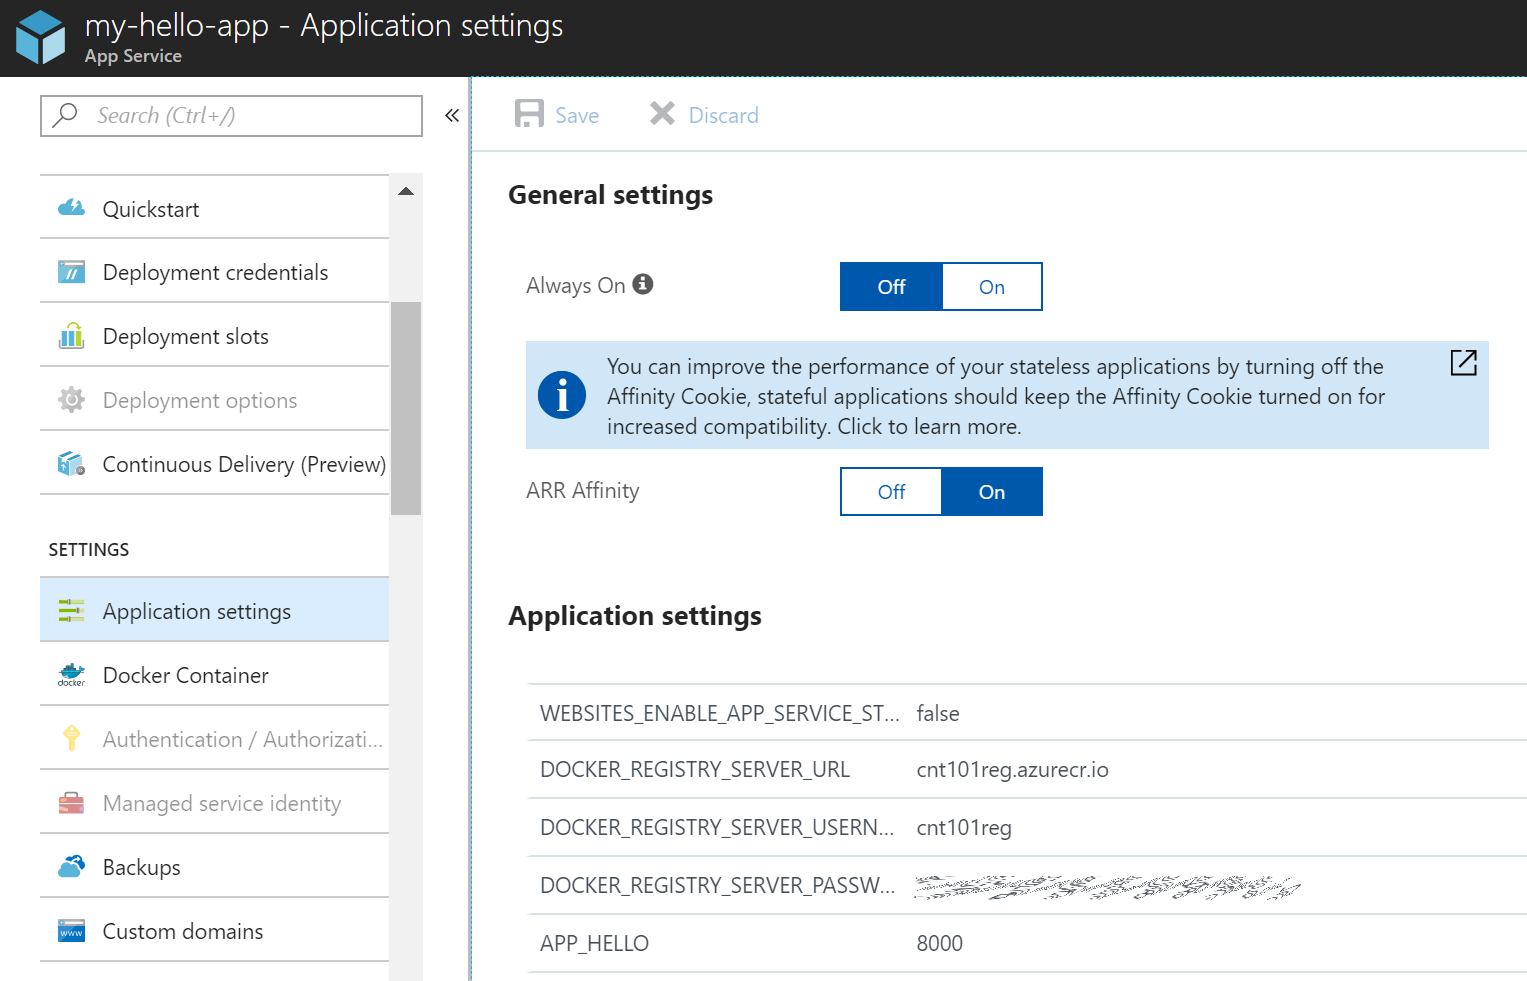 my-hello-app - Application settings
App Service
Search (Ctrl+/)
«
Quickstart
Deployment credentials
Deployment slots
Deployment options
Continuous Delivery (Preview)
SETTINGS
Application settings
docker
Docker Container
Authentication / Authorizati...
Managed service identity
Backups
www
Custom domains
Save
Discard
General settings
Always On
Off
On
You can improve the performance of your stateless applications by turning off the
Affinity Cookie, stateful applications should keep the Affinity Cookie turned on for
increased compatibility. Click to learn more.
ARR Affinity
Off
On
Application settings
WEBSITES_ENABLE_APP_SERVICE_ST... false
DOCKER_REGISTRY_SERVER_URL cnt101reg.azurecr.io
DOCKER_REGISTRY_SERVER_USERN... cnt101reg
DOCKER_REGISTRY_SERVER_PASSW...
APP_HELLO 8000